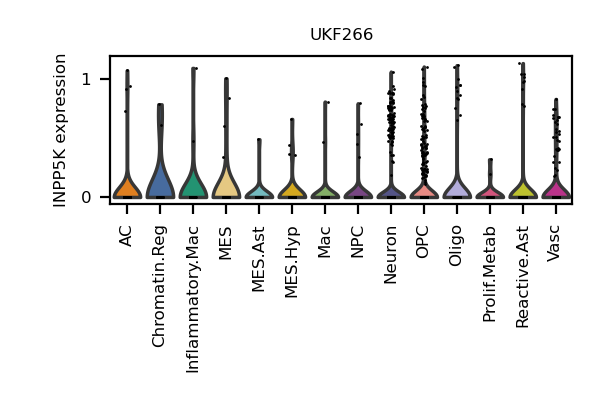 UKF266
INPP5K expression
1
0
AC
Chromatin.Reg
Inflammatory.Mac
MES
MES.Ast
MES.Hyp
Mac
NPC
Neuron
OPC
Oligo
Prolif.Metab
Reactive.Ast
Vasc